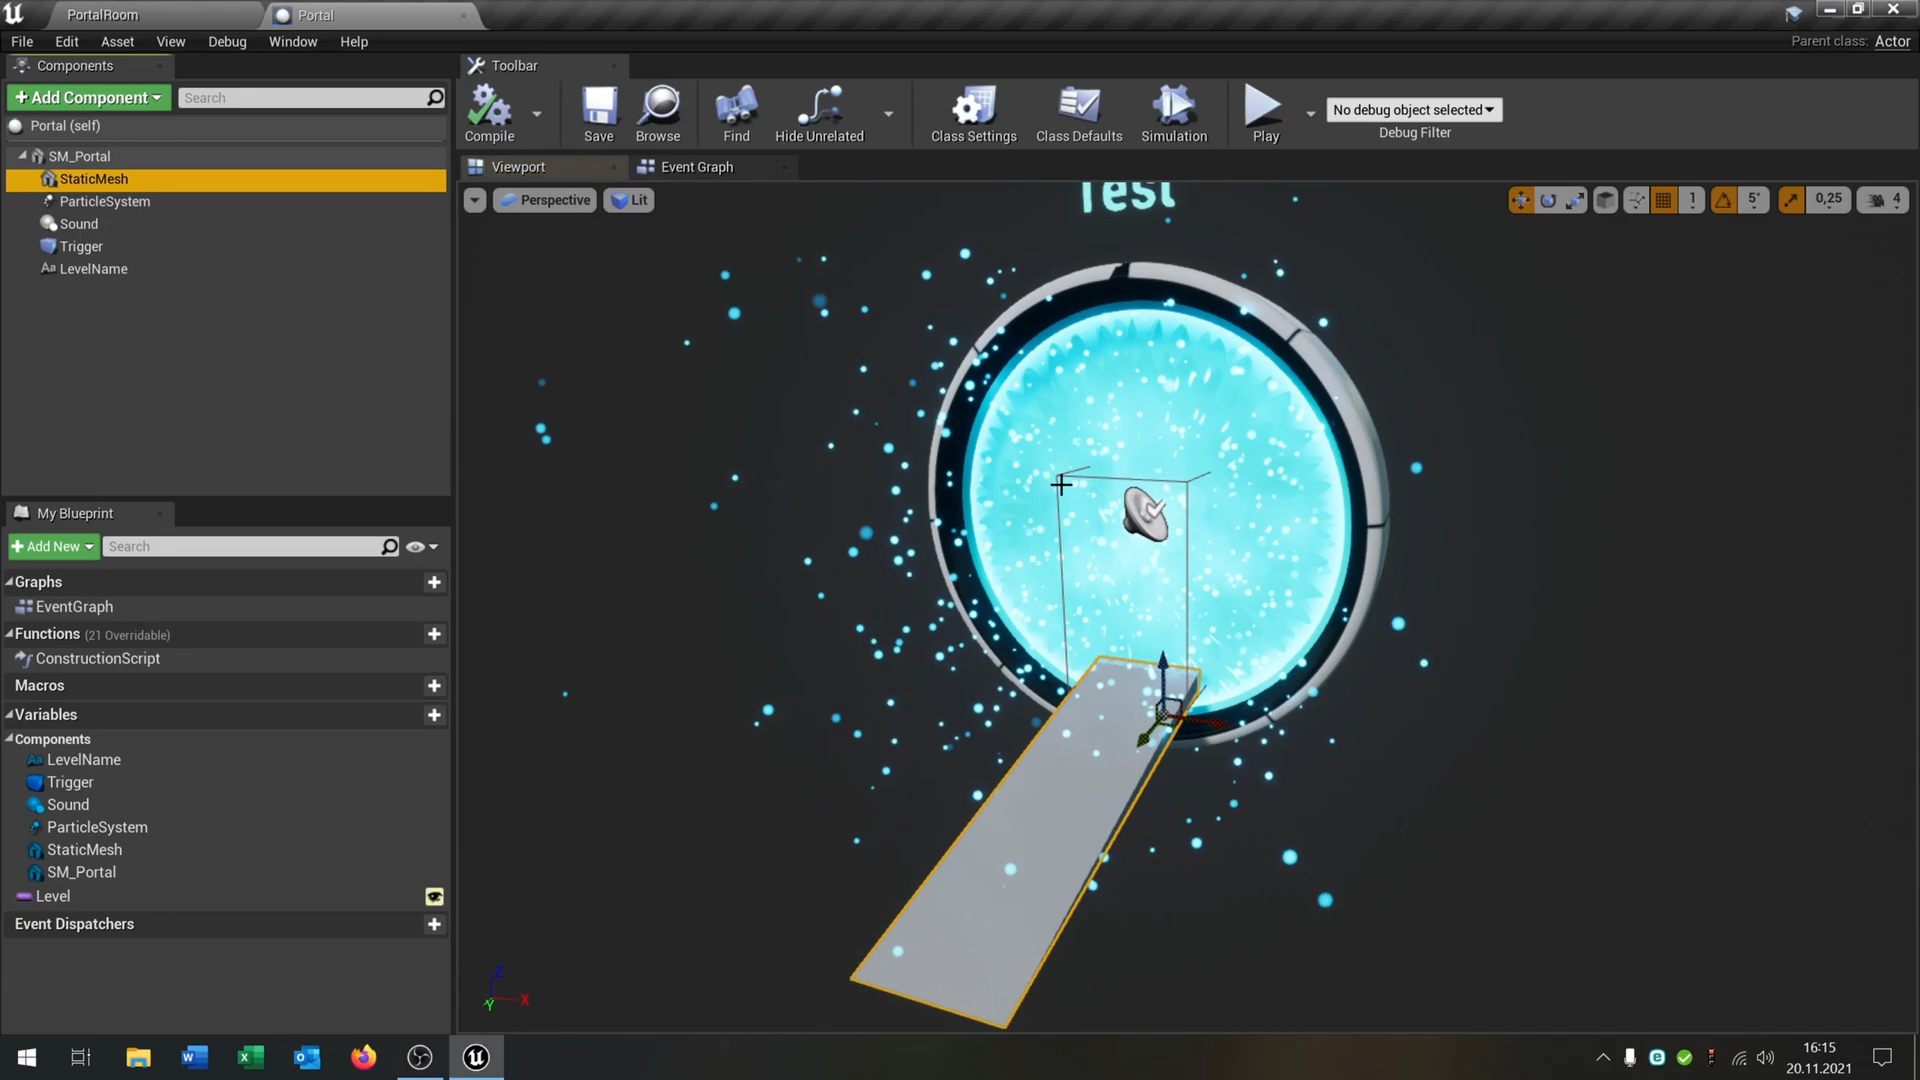 PortalRoom
Portal
File Edit Asset View Debug Window Help
Parent class: Actor
Components
Toolbar
+ Add Component
Search
Portal (self)
SM_Portal
StaticMesh
ParticleSystem
Sound
Trigger
LevelName
Compile
Save
Browse
Find
Hide Unrelated
Class Settings
Class Defaults
Simulation
Play
No debug object selected
Debug Filter
Viewport
Event Graph
Perspective
Lit
1
5°
0,25
4
Test
My Blueprint
+ Add New
Search
Graphs
EventGraph
Functions (21 Overridable)
ConstructionScript
Macros
Variables
Components
LevelName
Trigger
Sound
ParticleSystem
StaticMesh
SM_Portal
Level
Event Dispatchers
Z
Y
X
16:15
20.11.2021